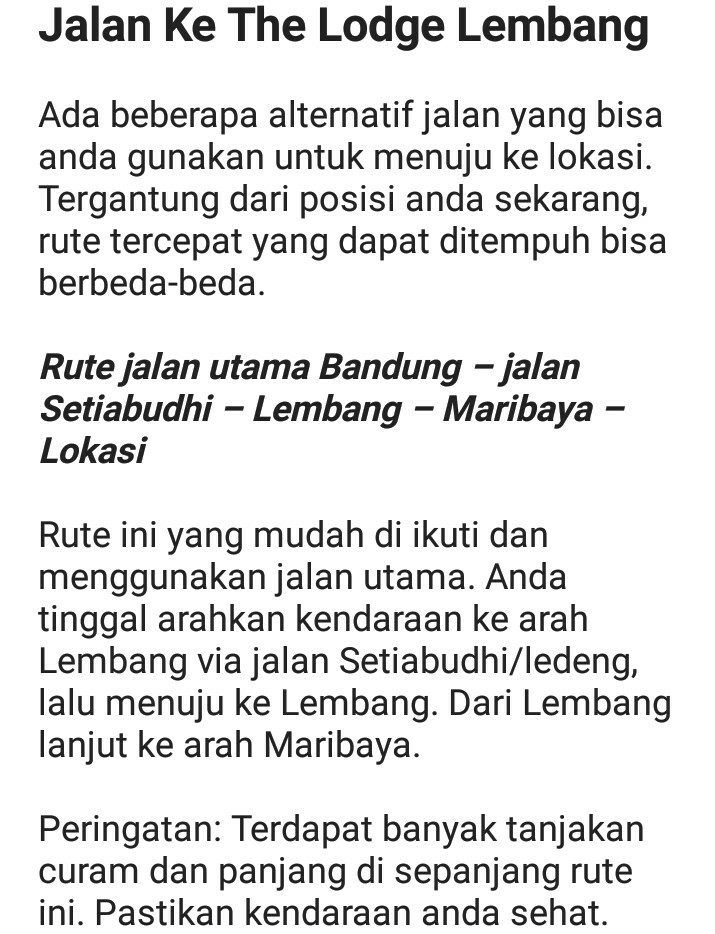 Jalan Ke The Lodge Lembang
Ada beberapa alternatif jalan yang bisa
anda gunakan untuk menuju ke lokasi.
Tergantung dari posisi anda sekarang,
rute tercepat yang dapat ditempuh bisa
berbeda-beda.
Rute jalan utama Bandung – jalan
Setiabudhi – Lembang – Maribaya –
Lokasi
Rute ini yang mudah di ikuti dan
menggunakan jalan utama. Anda
tinggal arahkan kendaraan ke arah
Lembang via jalan Setiabudhi/ledeng,
lalu menuju ke Lembang. Dari Lembang
lanjut ke arah Maribaya.
Peringatan: Terdapat banyak tanjakan
curam dan panjang di sepanjang rute
ini. Pastikan kendaraan anda sehat.